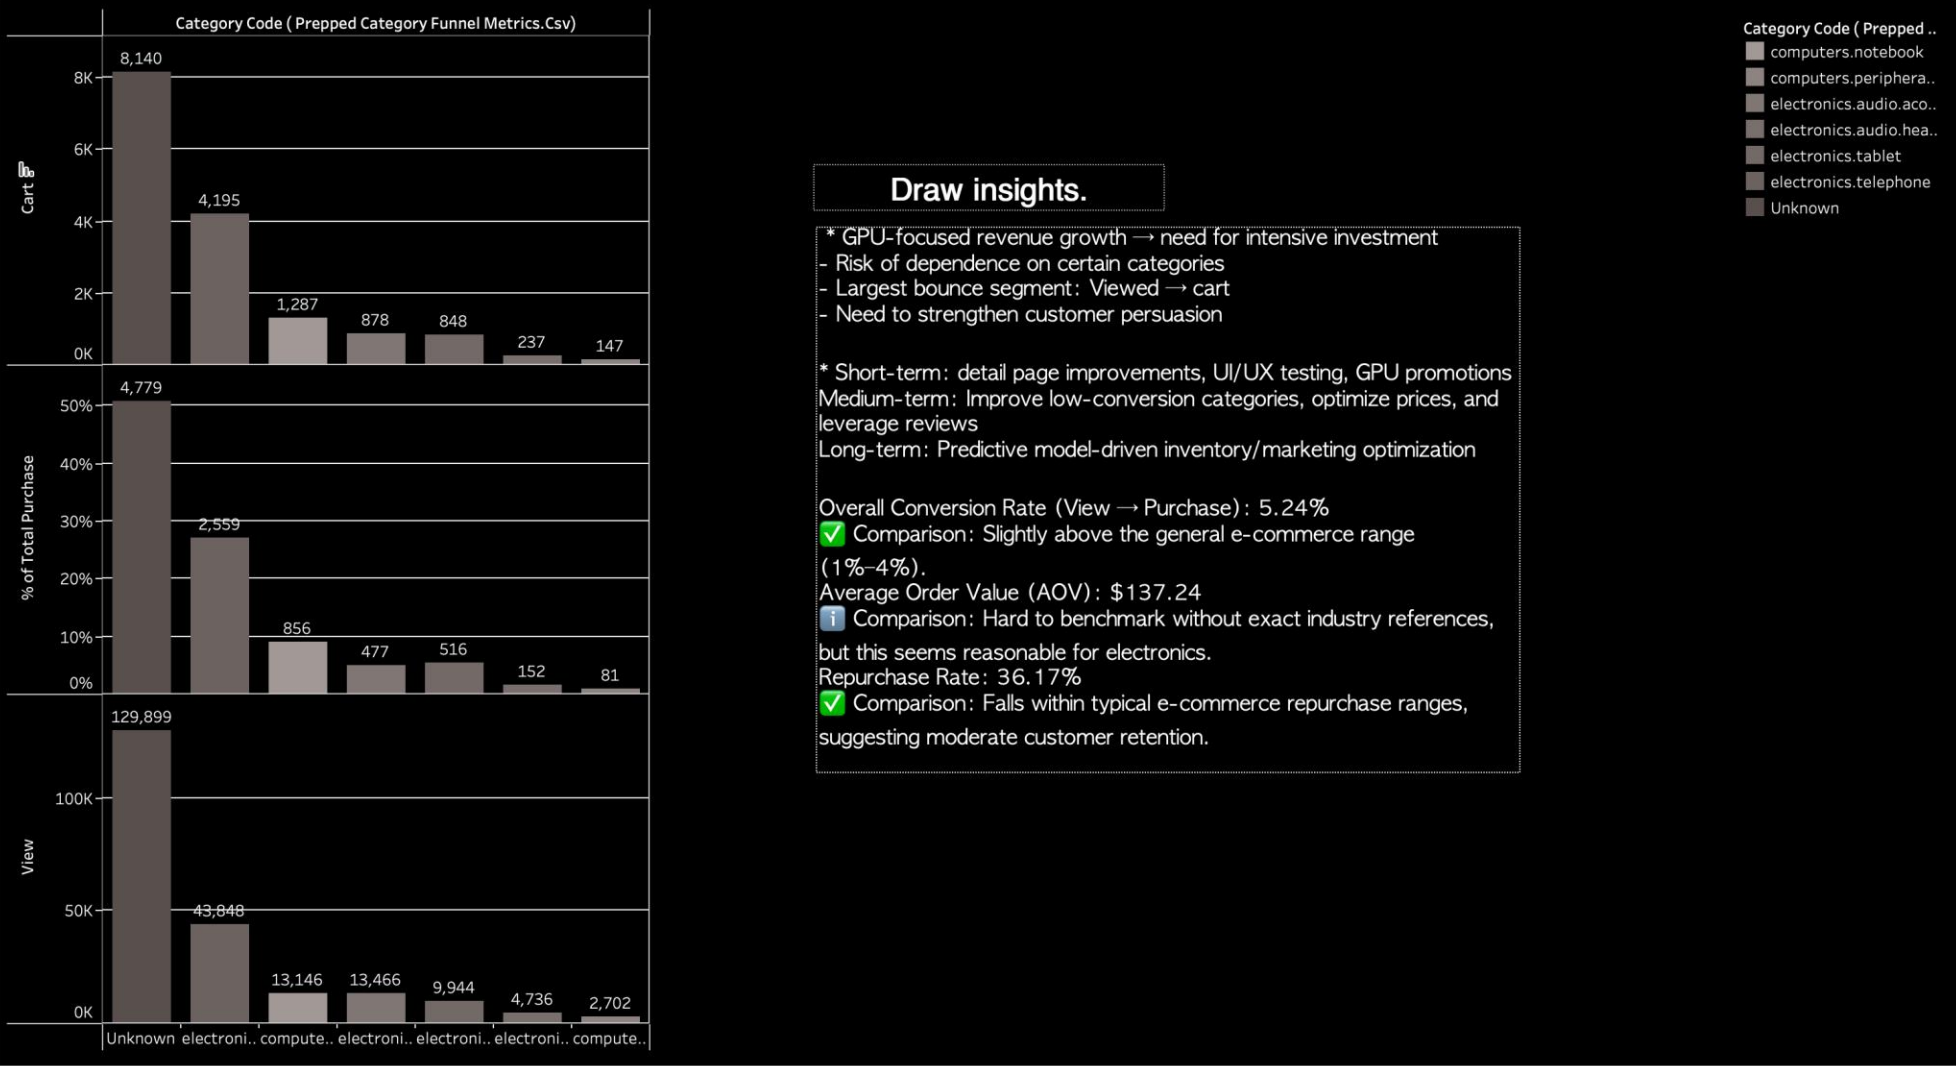 Category Code ( Prepped Category Funnel Metrics.Csv)
8,140
8K
6K
Cart
4,195
4K
2K
1,287
878
848
237
147
0K
4,779
50%
40%
% of Total Purchase
30%
2,559
20%
10%
856
477
516
152
81
0%
129,899
100K
View
50K
43,848
13,146
13,466
9,944
4,736
2,702
0K
Unknown
electroni..
compute..
electroni..
electroni..
electroni..
compute..
Draw insights.
* GPU-focused revenue growth → need for intensive investment
- Risk of dependence on certain categories
- Largest bounce segment: Viewed → cart
- Need to strengthen customer persuasion
* Short-term: detail page improvements, UI/UX testing, GPU promotions
Medium-term: Improve low-conversion categories, optimize prices, and
leverage reviews
Long-term: Predictive model-driven inventory/marketing optimization
Overall Conversion Rate (View → Purchase): 5.24%
✅ Comparison: Slightly above the general e-commerce range
(1%–4%).
Average Order Value (AOV): $137.24
ℹ️ Comparison: Hard to benchmark without exact industry references,
but this seems reasonable for electronics.
Repurchase Rate: 36.17%
✅ Comparison: Falls within typical e-commerce repurchase ranges,
suggesting moderate customer retention.
Category Code ( Prepped ..
computers.notebook
computers.periphera..
electronics.audio.aco..
electronics.audio.hea..
electronics.tablet
electronics.telephone
Unknown